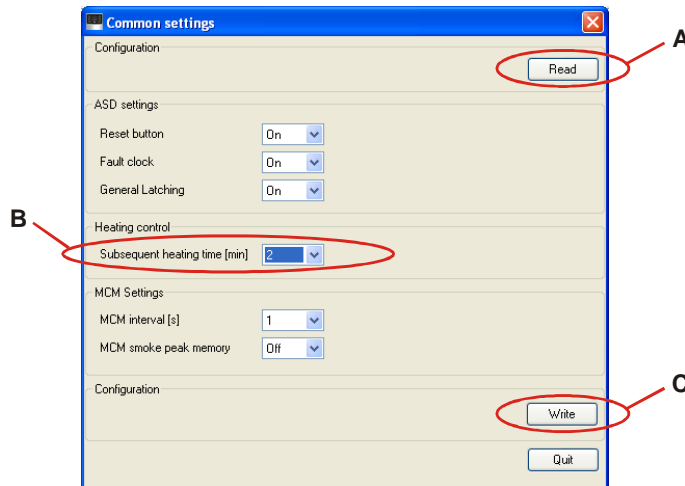 Common settings
Configuration
A
Read
ASD settings
Reset button On
Fault clock On
General Latching On
B
Heating control
Subsequent heating time [min] 2
MCM Settings
MCM interval [s] 1
MCM smoke peak memory Off
Configuration
C
Write
Quit